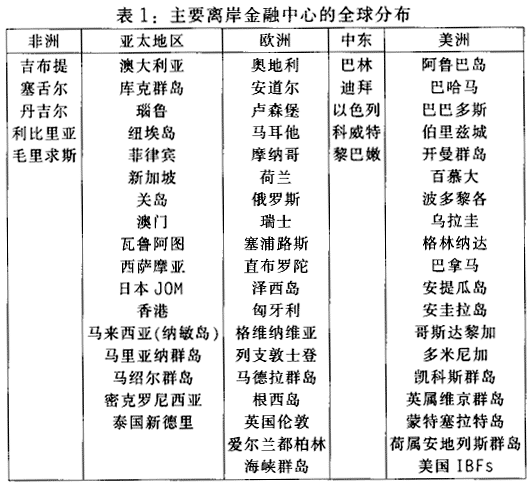 表1：主要离岸金融中心的全球分布
非洲 亚太地区 欧洲 中东 美洲
吉布提 澳大利亚 奥地利 巴林 阿鲁巴岛
塞舌尔 库克群岛 安道尔 迪拜 巴哈马
丹吉尔 瑙鲁 卢森堡 以色列 巴巴多斯
利比里亚 纽埃岛 马耳他 科威特 伯里兹城
毛里求斯 菲律宾 摩纳哥 黎巴嫩 开曼群岛
新加坡 荷兰 百慕大
关岛 俄罗斯 波多黎各
澳门 瑞士 乌拉圭
瓦鲁阿图 塞浦路斯 格林纳达
西萨摩亚 直布罗陀 巴拿马
日本JOM 泽西岛 安提瓜岛
香港 匈牙利 安圭拉岛
马来西亚(纳敏岛) 格维纳维亚 哥斯达黎加
马里亚纳群岛 列支敦士登 多米尼加
马绍尔群岛 马德拉群岛 凯科斯群岛
密克罗尼西亚 根西岛 英属维京群岛
泰国新德里 英国伦敦 蒙特塞拉特岛
爱尔兰都柏林 荷属安地列斯群岛
海峡群岛 美国IBFs